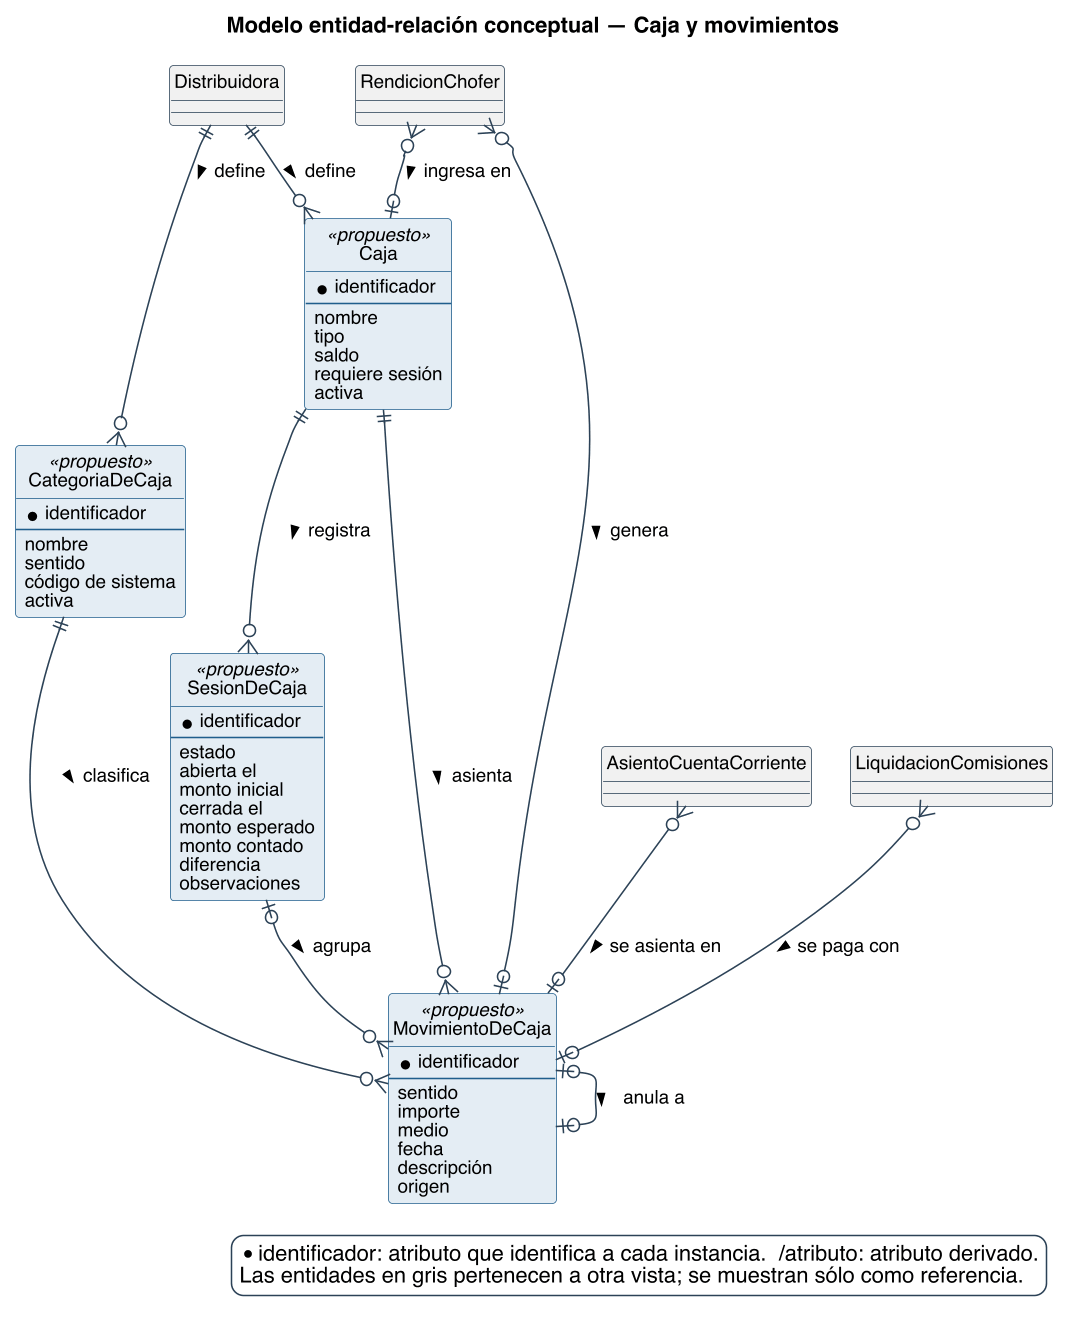 Modelo entidad-relación conceptual — Caja y movimientos
Distribuidora
RendicionChofer
define
define
ingresa en
«propuesto»
Caja
identificador
nombre
tipo
saldo
requiere sesión
activa
«propuesto»
CategoriaDeCaja
identificador
nombre
sentido
código de sistema
activa
registra
genera
«propuesto»
SesionDeCaja
identificador
estado
abierta el
monto inicial
cerrada el
monto esperado
monto contado
diferencia
observaciones
clasifica
asienta
AsientoCuentaCorriente
LiquidacionComisiones
agrupa
se asienta en
se paga con
«propuesto»
MovimientoDeCaja
identificador
sentido
importe
medio
fecha
descripción
origen
anula a
● identificador: atributo que identifica a cada instancia.  /atributo: atributo derivado.
Las entidades en gris pertenecen a otra vista; se muestran sólo como referencia.